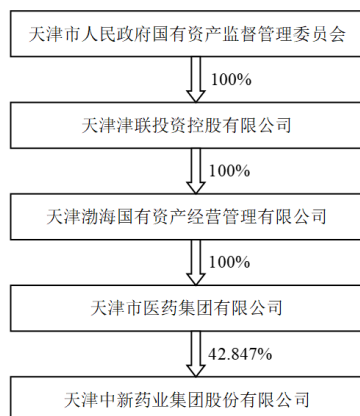 天津市人民政府国有资产监督管理委员会
100%
天津津联投资控股有限公司
100%
天津渤海国有资产经营管理有限公司
100%
天津市医药集团有限公司
42.847%
天津中新药业集团股份有限公司